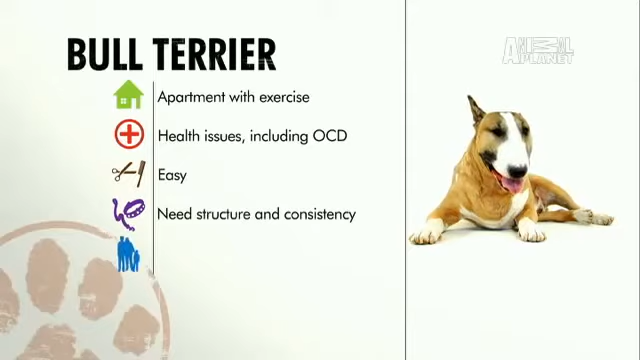 BULL TERRIER
ANIMAL
PLANET
Apartment with exercise
Health issues, including OCD
Easy
Need structure and consistency